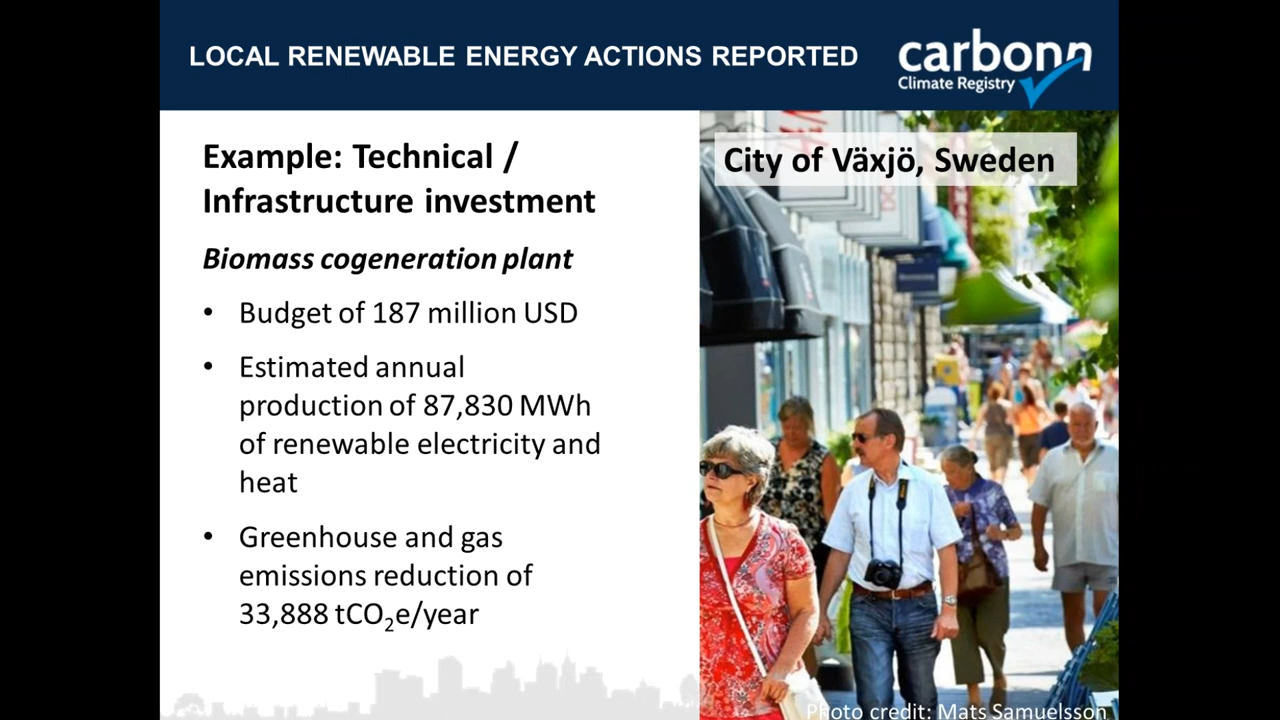 LOCAL RENEWABLE ENERGY ACTIONS REPORTED
carbonn
Climate Registry
Example: Technical /
Infrastructure investment
Biomass cogeneration plant
• Budget of 187 million USD
• Estimated annual
production of 87,830 MWh
of renewable electricity and
heat
• Greenhouse and gas
emissions reduction of
33,888 tCO₂e/year
City of Växjö, Sweden
Photo credit: Mats Samuelsson